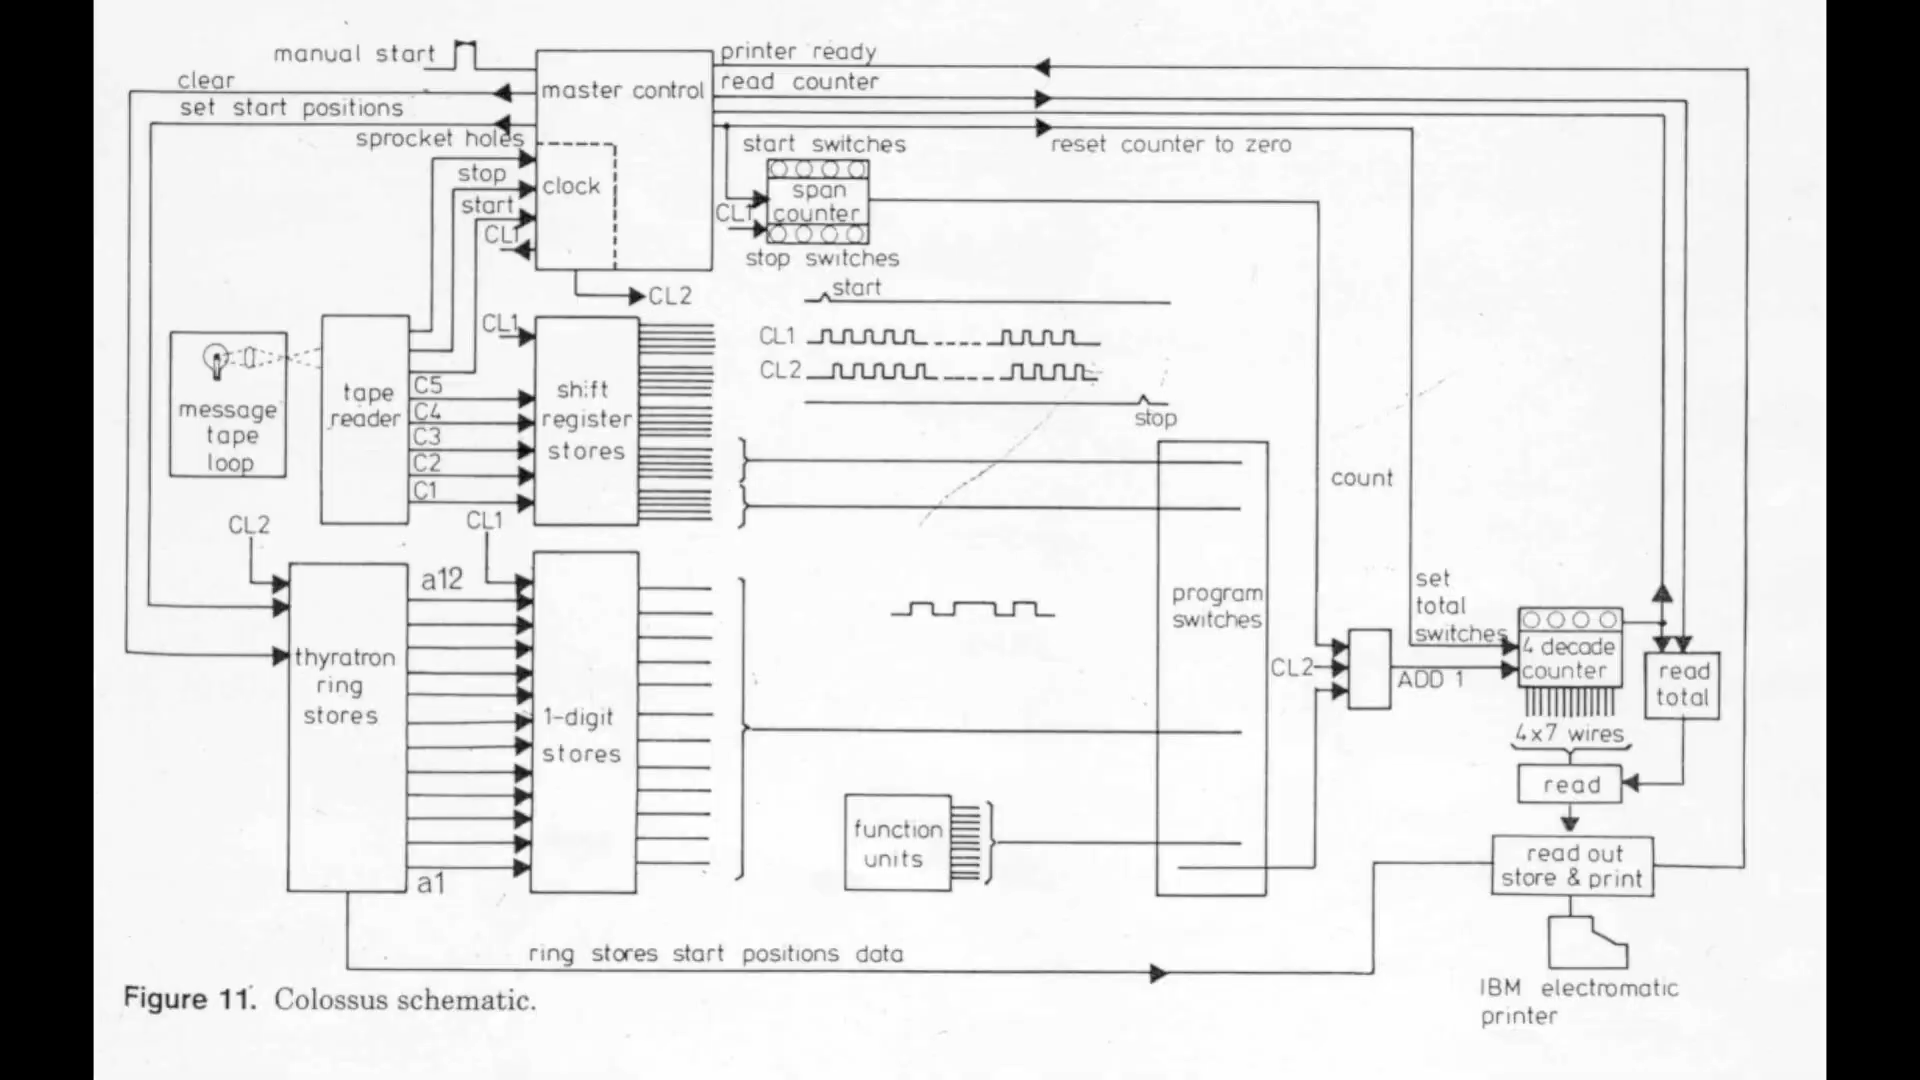 manual start
printer ready
clear
master control
read counter
set start positions
sprocket holes
start switches
reset counter to zero
stop
clock
span
start
CL1
counter
CL1
stop switches
CL2
start
CL1
CL1
CL2
message
tape
loop
tape
reader
C5
C4
C3
C2
C1
shift
register
stores
stop
count
CL2
CL1
a12
program
switches
set
total
switches
4 decade
counter
read
total
thyratron
ring
stores
CL2
ADD 1
1-digit
stores
4x7 wires
read
function
units
read out
store & print
a1
ring stores start positions data
IBM electromatic
printer
Figure 11. Colossus schematic.